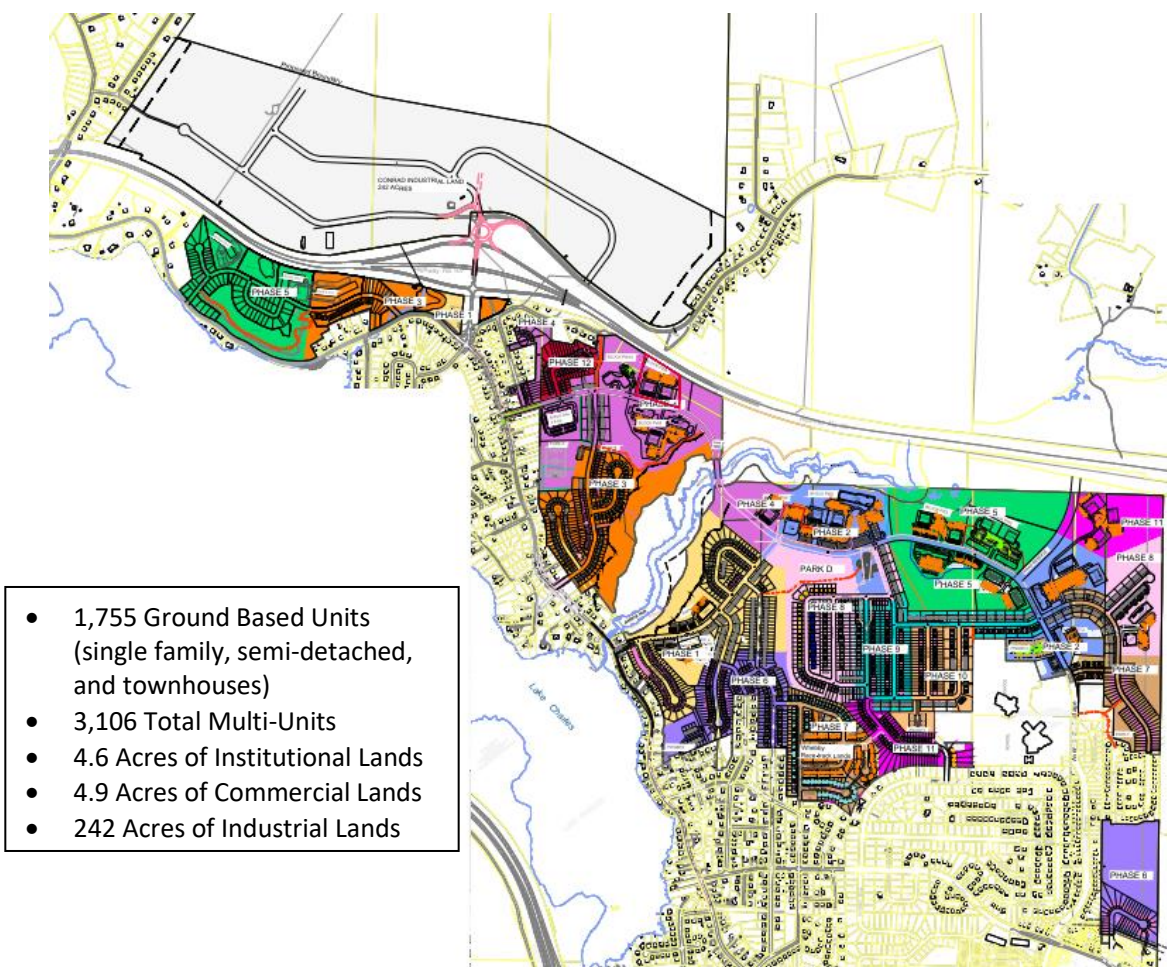 Proposed Boundary
CONRAD INDUSTRIAL LAND
242 ACRES
PHASE 5
PHASE 3
PHASE 1
PHASE 4
PHASE 12
PHASE 3
PHASE 4
PHASE 2
PHASE 5
PHASE 11
PHASE 8
PHASE 5
PARK D.
PHASE 8
PHASE 1
PHASE 9
PHASE 2
PHASE 6
PHASE 10
PHASE 7
PHASE 7
PHASE 11
Lake Charles
PHASE 6
• 1,755 Ground Based Units
(single family, semi-detached,
and townhouses)
• 3,106 Total Multi-Units
• 4.6 Acres of Institutional Lands
• 4.9 Acres of Commercial Lands
• 242 Acres of Industrial Lands